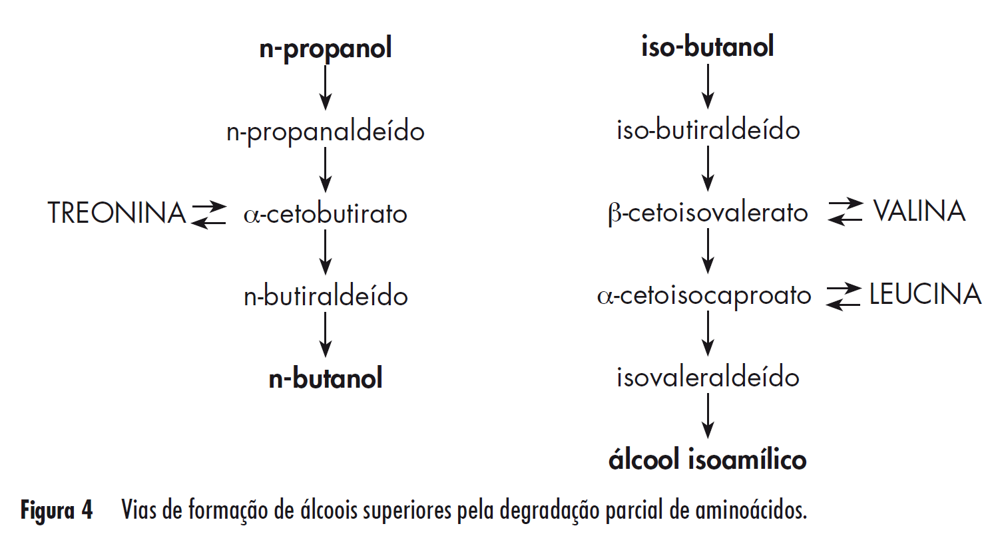 n-propanol
n-propanaldeído
TREONINA ⇌ α-cetobutirato
n-butiraldeído
n-butanol
iso-butanol
iso-butiraldeído
β-cetoisovalerato ⇌ VALINA
α-cetoisocaproato ⇌ LEUCINA
isovaleraldeído
álcool isoamílico
Figura 4 Vias de formação de álcoois superiores pela degradação parcial de aminoácidos.